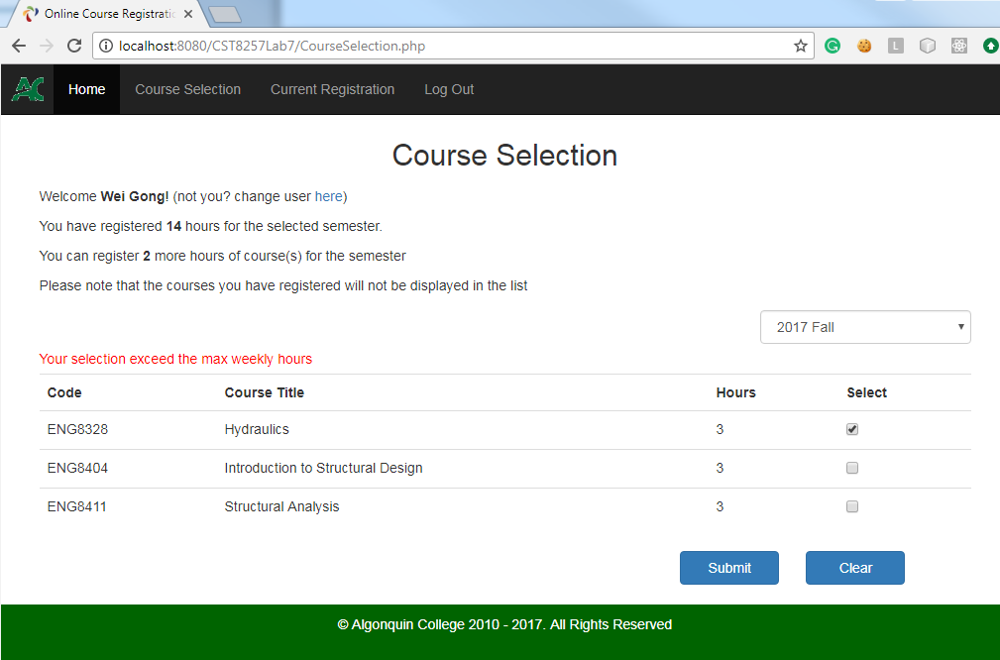 Online Course Registratic
localhost:8080/CST8257Lab7/CourseSelection.php
L
AC Home Course Selection Current Registration Log Out
Course Selection
Welcome Wei Gong! (not you? change user here)
You have registered 14 hours for the selected semester.
You can register 2 more hours of course(s) for the semester
Please note that the courses you have registered will not be displayed in the list
2017 Fall
Your selection exceed the max weekly hours
Code Course Title Hours Select
ENG8328 Hydraulics 3
ENG8404 Introduction to Structural Design 3
ENG8411 Structural Analysis 3
Submit Clear
© Algonquin College 2010 - 2017. All Rights Reserved